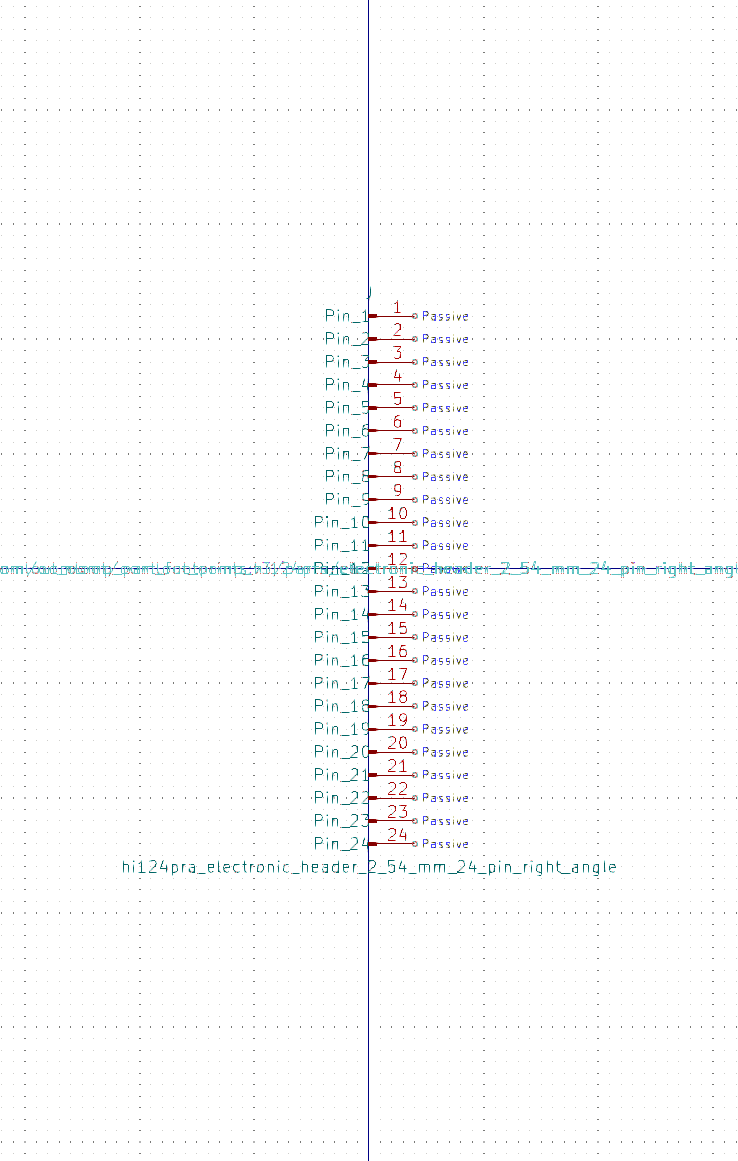 J
Pin_1 1 Passive
Pin_2 2 Passive
Pin_3 3 Passive
Pin_4 4 Passive
Pin_5 5 Passive
Pin_6 6 Passive
Pin_7 7 Passive
Pin_8 8 Passive
Pin_9 9 Passive
Pin_10 10 Passive
Pin_11 11 Passive
12
header_2_54_mm_24_pin_right_angl
Pin_13 13 Passive
Pin_14 14 Passive
Pin_15 15 Passive
Pin_16 16 Passive
Pin_17 17 Passive
Pin_18 18 Passive
Pin_19 19 Passive
Pin_20 20 Passive
Pin_21 21 Passive
Pin_22 22 Passive
Pin_23 23 Passive
Pin_24 24 Passive
hi124pra_electronic_header_2_54_mm_24_pin_right_angle